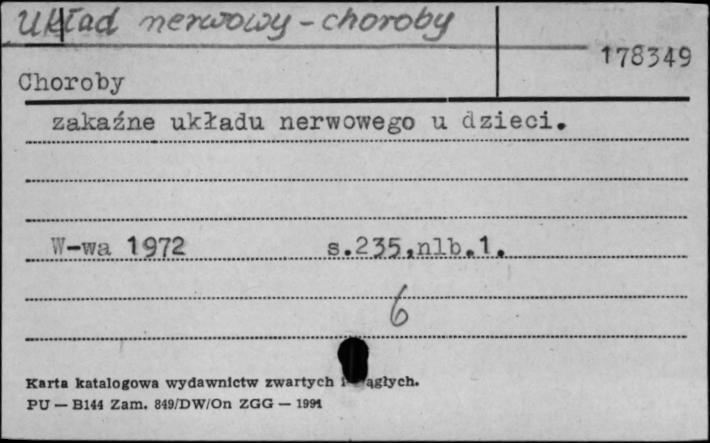 Układ nerwowy - choroby
178349
Choroby
zakaźne układu nerwowego u dzieci.
W-wa 1972 s.235,nlb.1.
6
Karta katalogowa wydawnictw zwartych i ągłych.
PU — B144 Zam. 849/DW/On ZGG — 1991